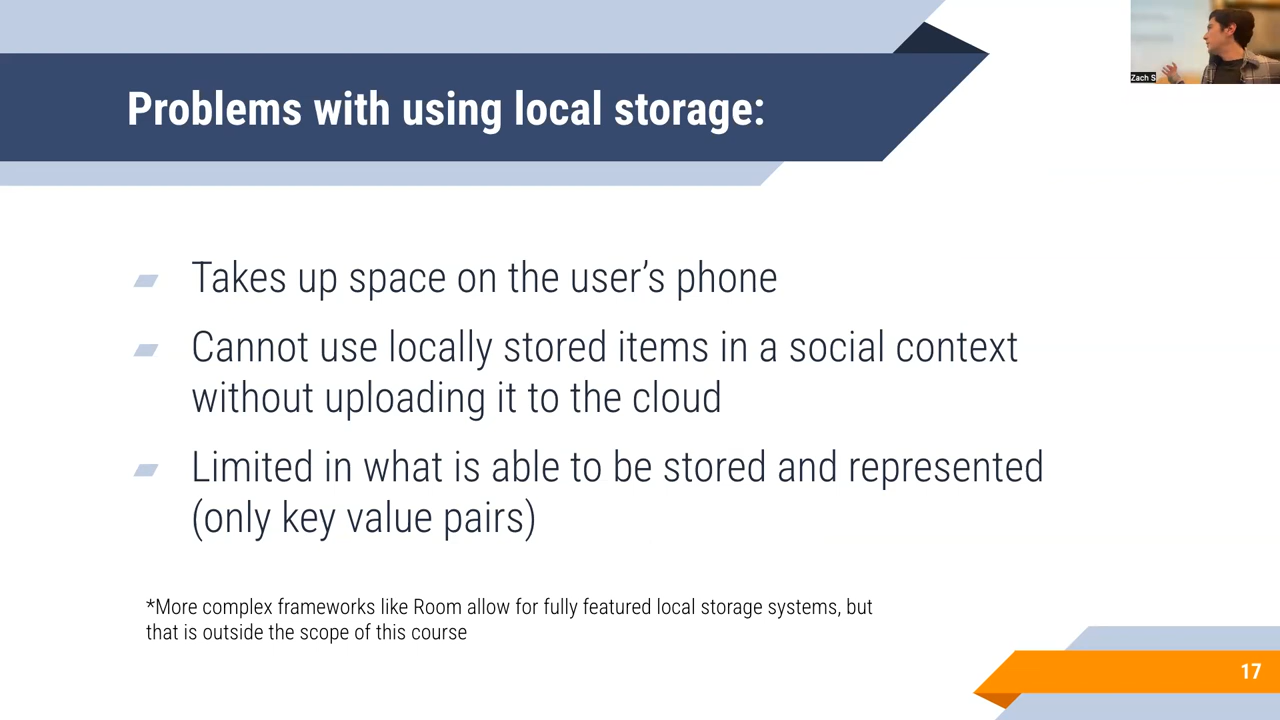 Problems with using local storage:
Zach S
Takes up space on the user’s phone
Cannot use locally stored items in a social context
without uploading it to the cloud
Limited in what is able to be stored and represented
(only key value pairs)
*More complex frameworks like Room allow for fully featured local storage systems, but
that is outside the scope of this course
17